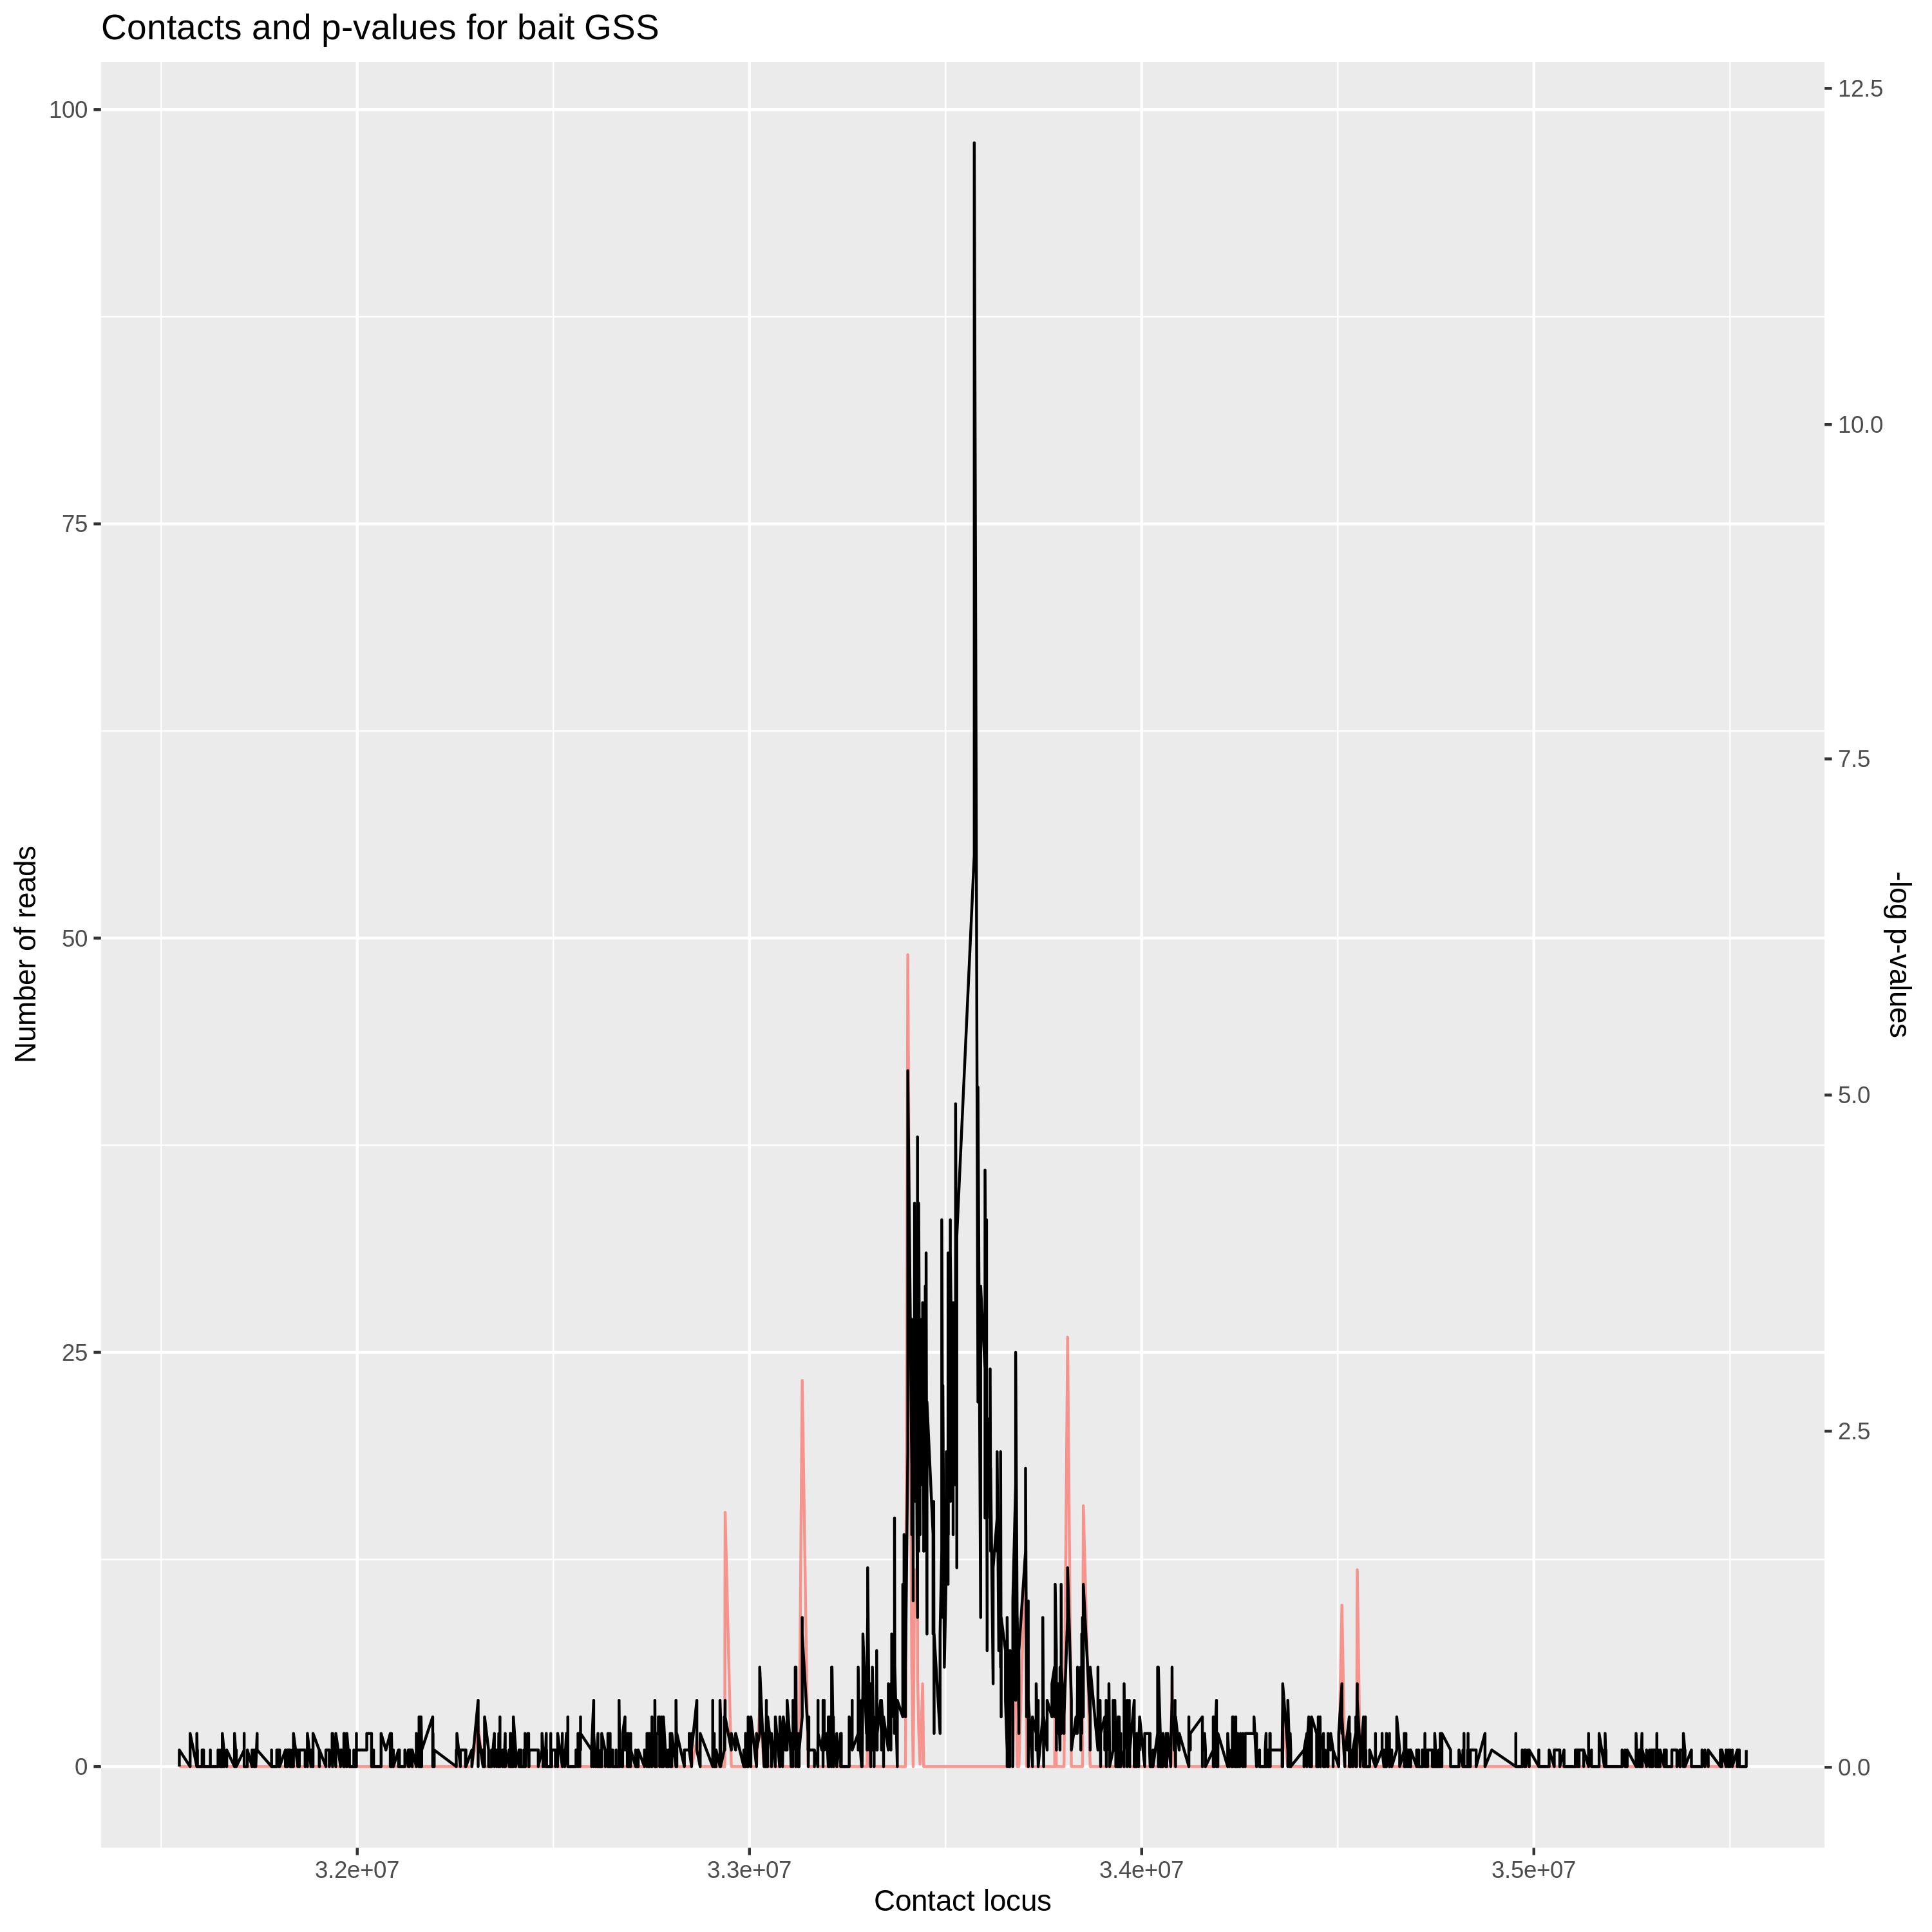 Contacts and p-values for bait GSS
100
75
50
25
0
Number of reads
12.5
10.0
7.5
5.0
2.5
0.0
-log p-values
3.2e+07
3.3e+07
3.4e+07
3.5e+07
Contact locus